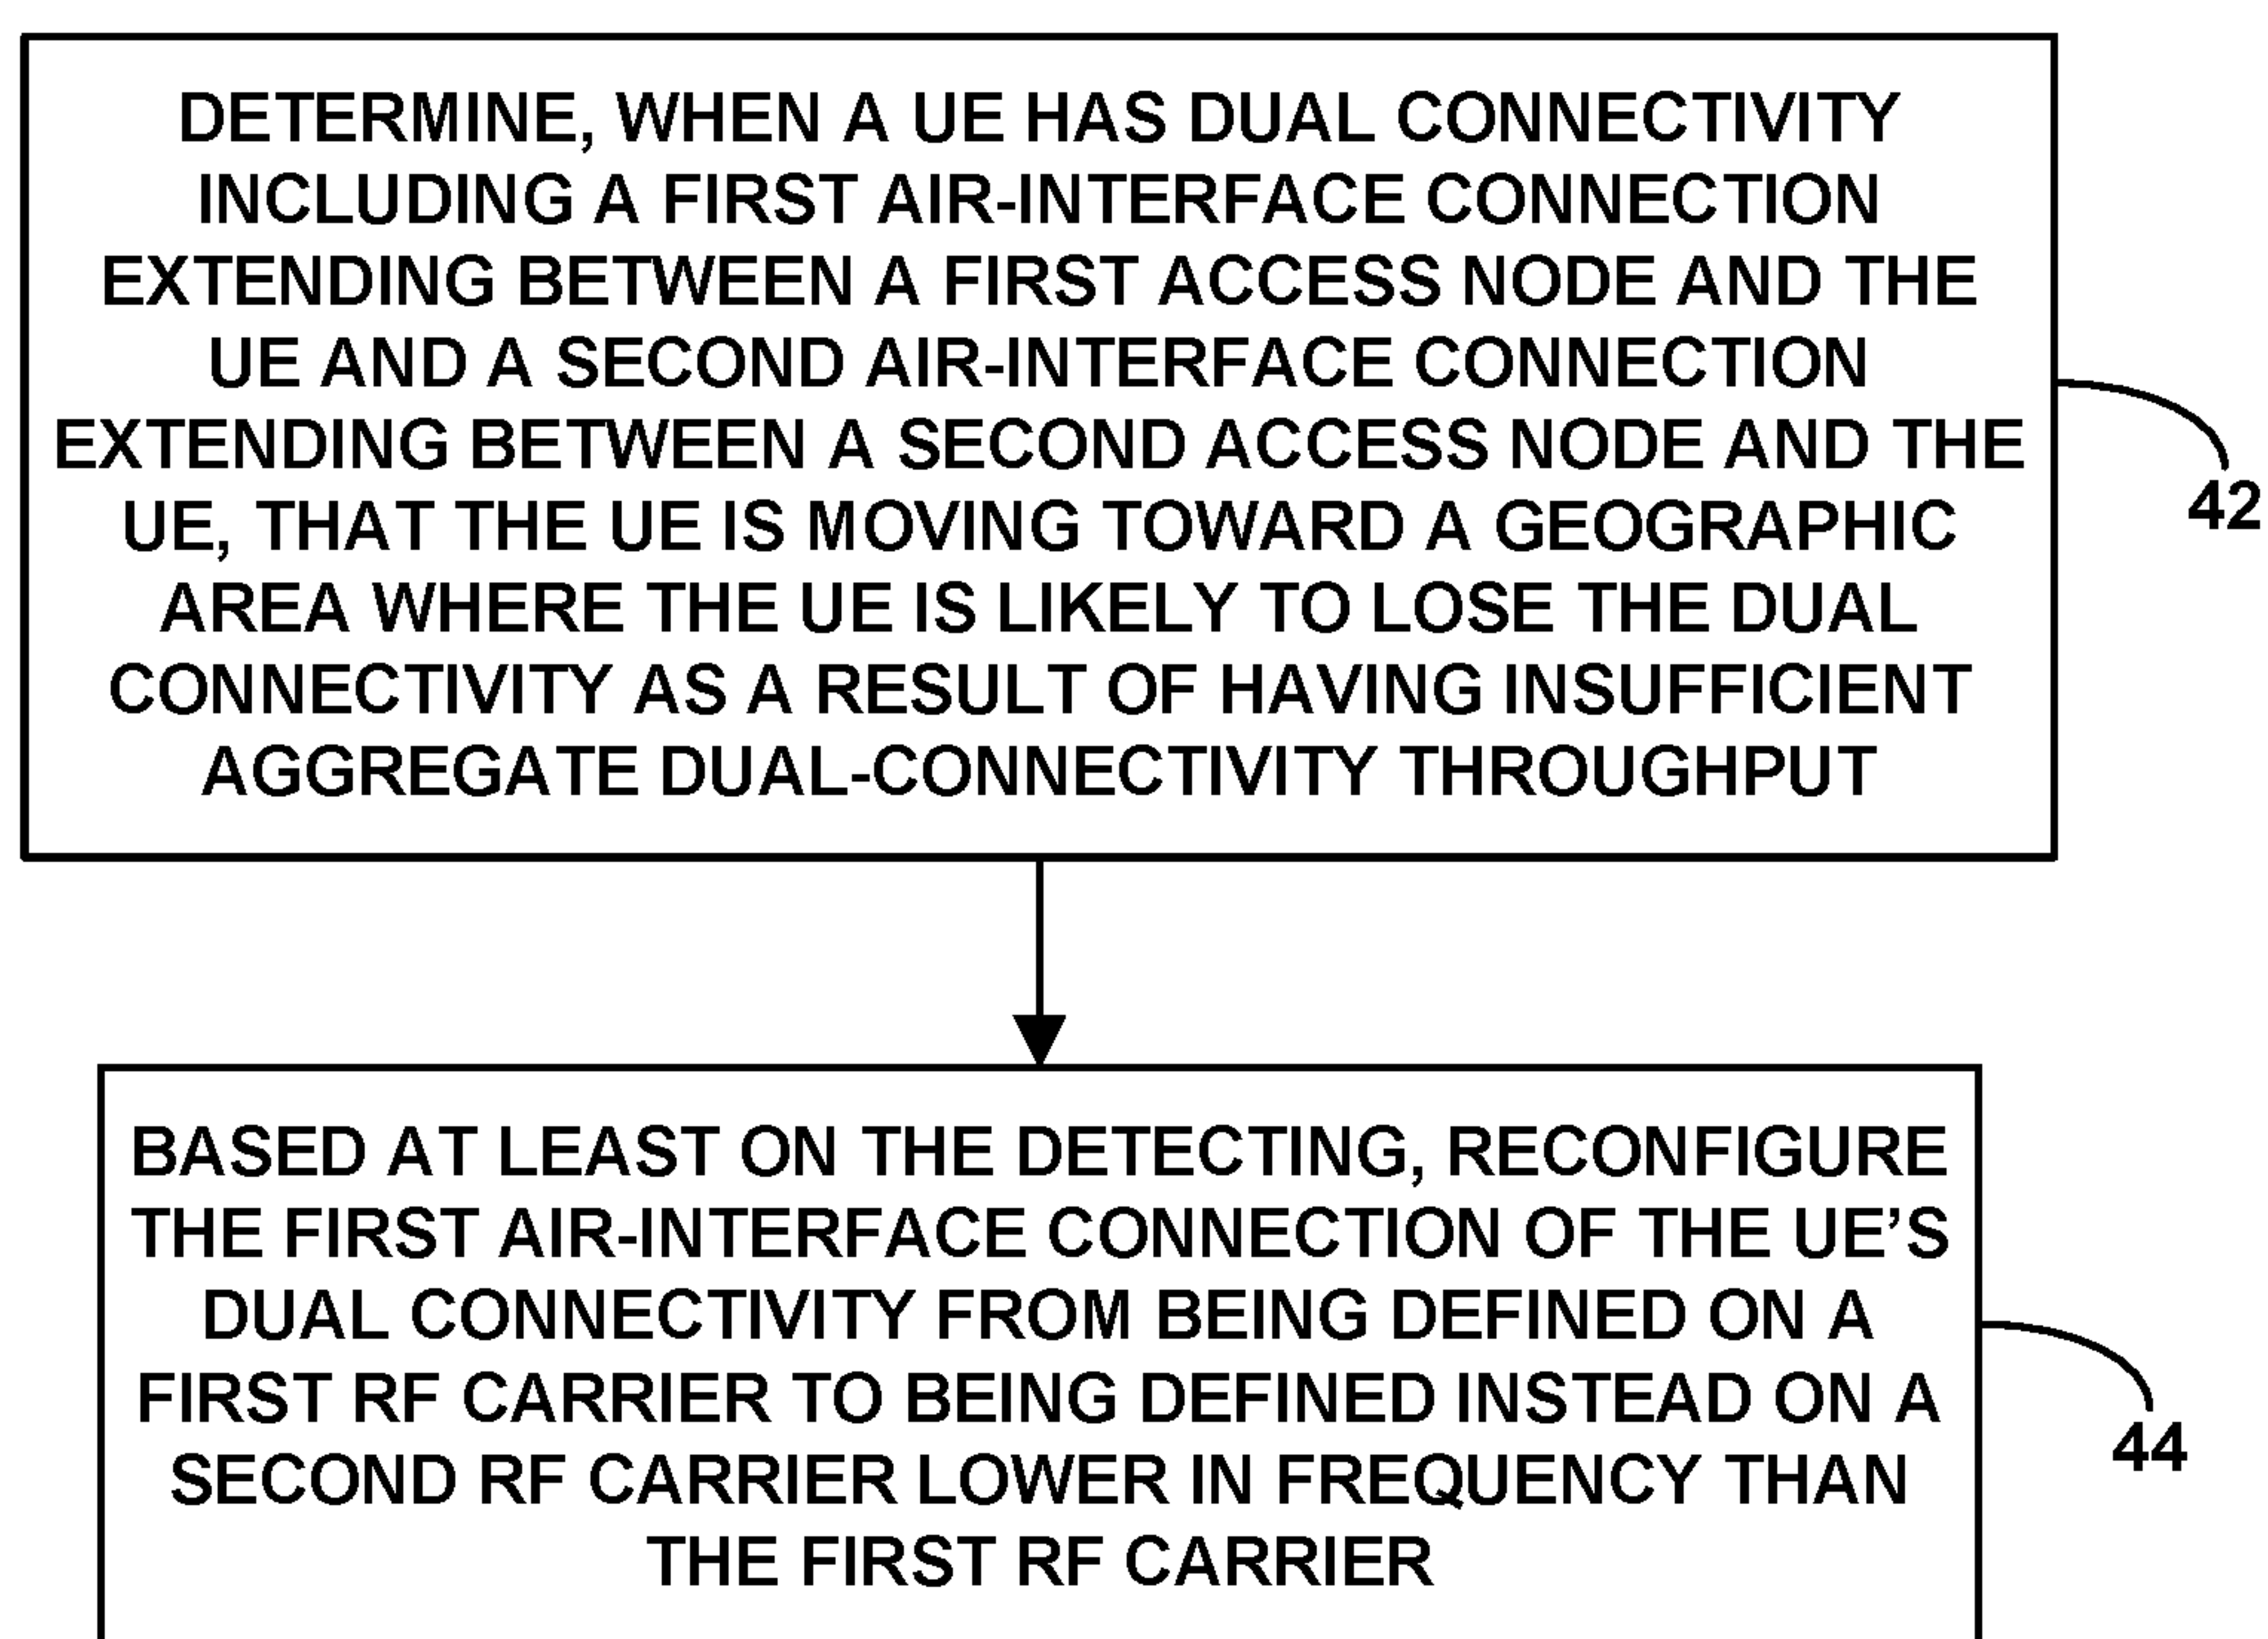 DETERMINE, WHEN A UE HAS DUAL CONNECTIVITY
INCLUDING A FIRST AIR-INTERFACE CONNECTION
EXTENDING BETWEEN A FIRST ACCESS NODE AND THE
UE AND A SECOND AIR-INTERFACE CONNECTION
EXTENDING BETWEEN A SECOND ACCESS NODE AND THE
UE, THAT THE UE IS MOVING TOWARD A GEOGRAPHIC
AREA WHERE THE UE IS LIKELY TO LOSE THE DUAL
CONNECTIVITY AS A RESULT OF HAVING INSUFFICIENT
AGGREGATE DUAL-CONNECTIVITY THROUGHPUT
42
BASED AT LEAST ON THE DETECTING, RECONFIGURE
THE FIRST AIR-INTERFACE CONNECTION OF THE UE’S
DUAL CONNECTIVITY FROM BEING DEFINED ON A
FIRST RF CARRIER TO BEING DEFINED INSTEAD ON A
SECOND RF CARRIER LOWER IN FREQUENCY THAN
THE FIRST RF CARRIER
44